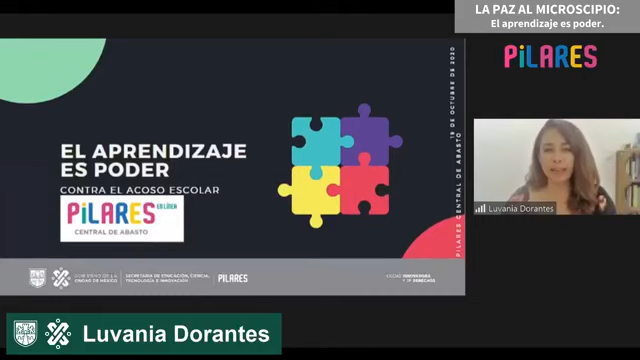 LA PAZ AL MICROSCIPIO:
El aprendizaje es poder.
PiLARES
EL APRENDIZAJE
ES PODER
CONTRA EL ACOSO ESCOLAR
PiLARES EN LÍNEA
CENTRAL DE ABASTO
PILARES CENTRAL DE ABASTO
19 DE OCTUBRE DE 2020
GOBIERNO DE LA
CIUDAD DE MÉXICO
SECRETARÍA DE EDUCACIÓN, CIENCIA,
TECNOLOGÍA E INNOVACIÓN
PILARES
CIUDAD INNOVADORA
Y DE DERECHOS
Luvania Dorantes
Luvania Dorantes